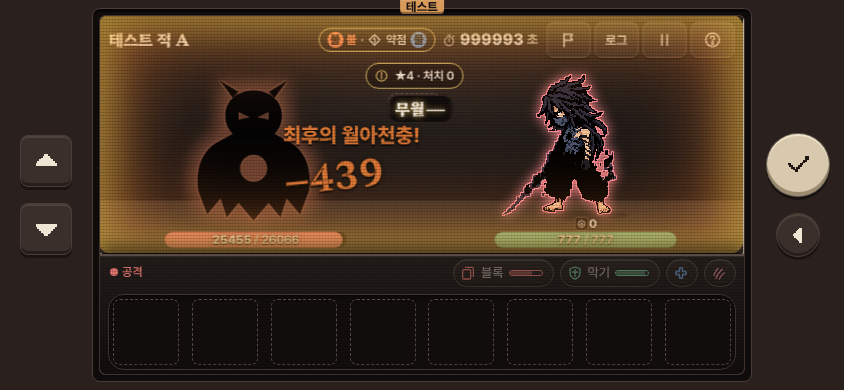 테스트
테스트 적 A
불 불 · 약점 물
999993 초
로그
★4 · 처치 0
무월—
최후의 월아천충!
–439
0
25455 / 26066
777 / 777
공격
블록
막기